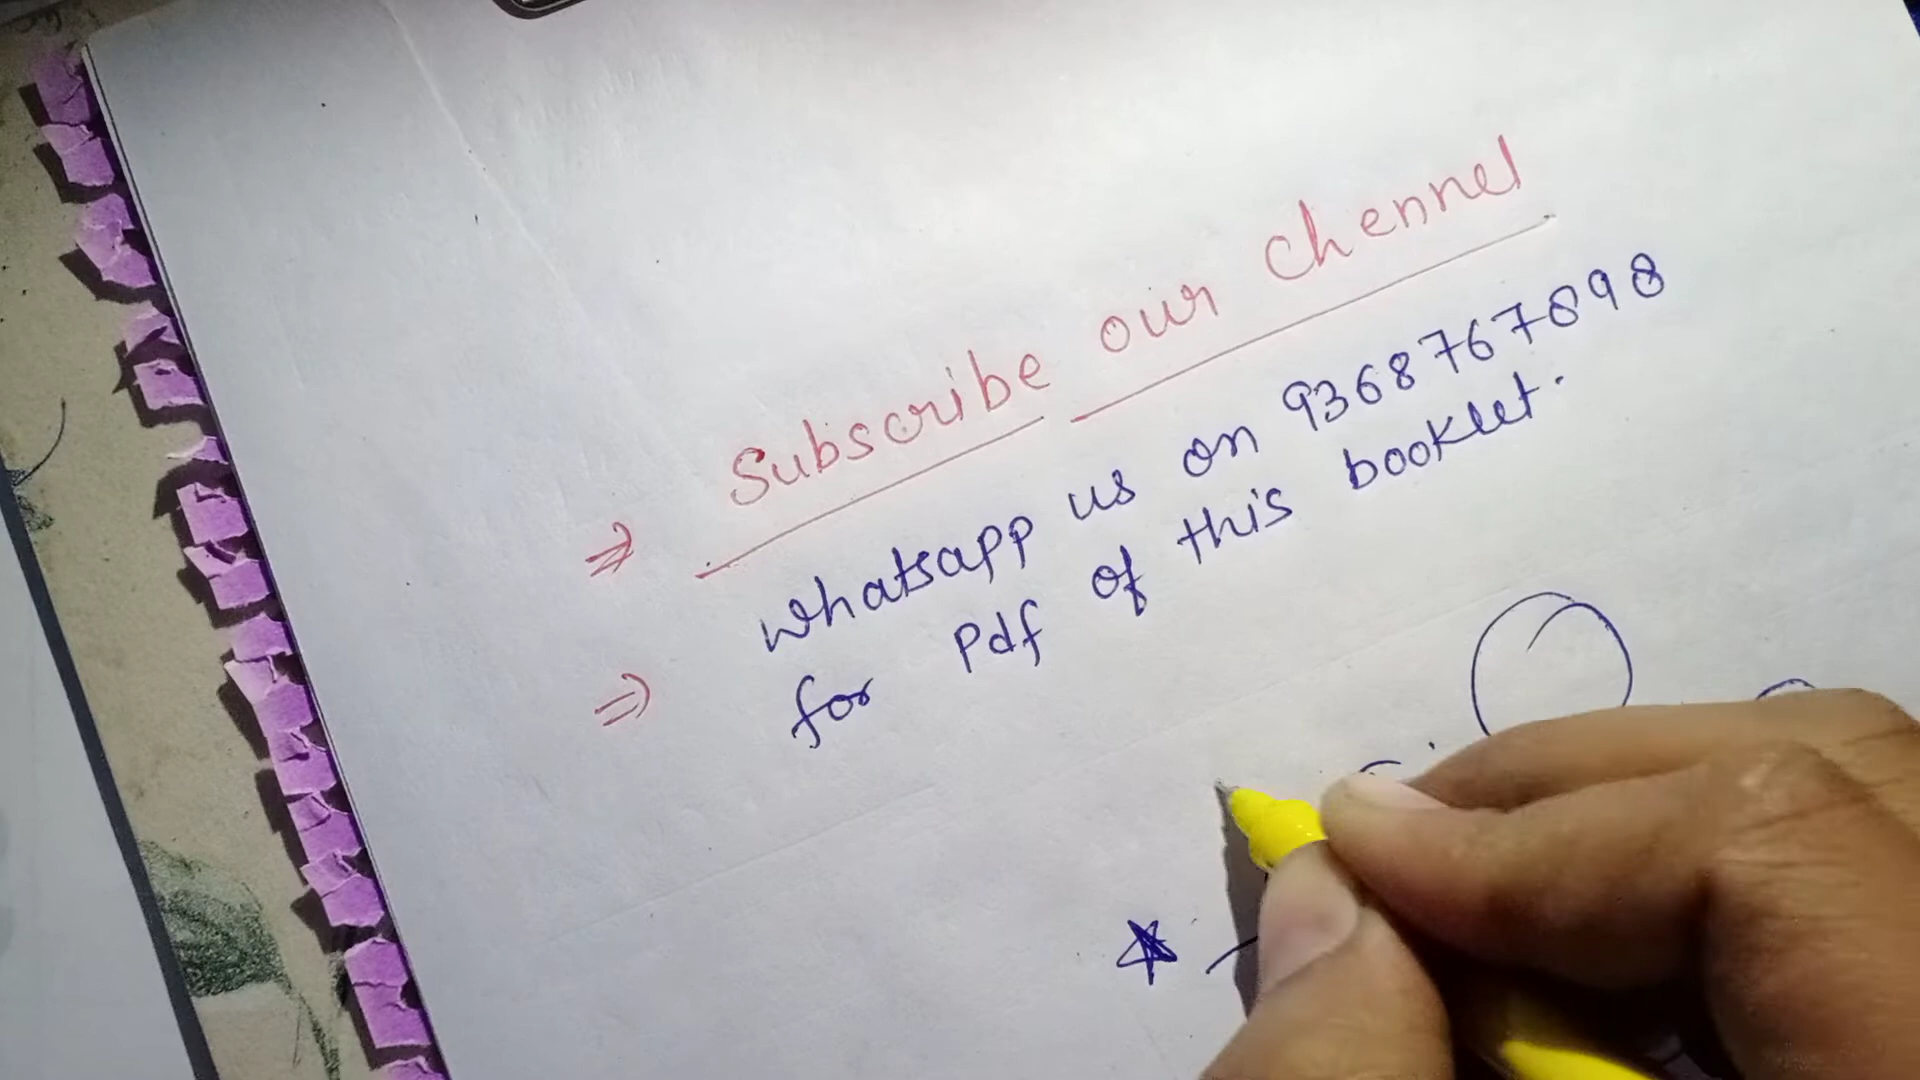 ⇒ Subscribe our Chennel
⇒ Whatsapp us on 9368767898
for Pdf of this booklet.